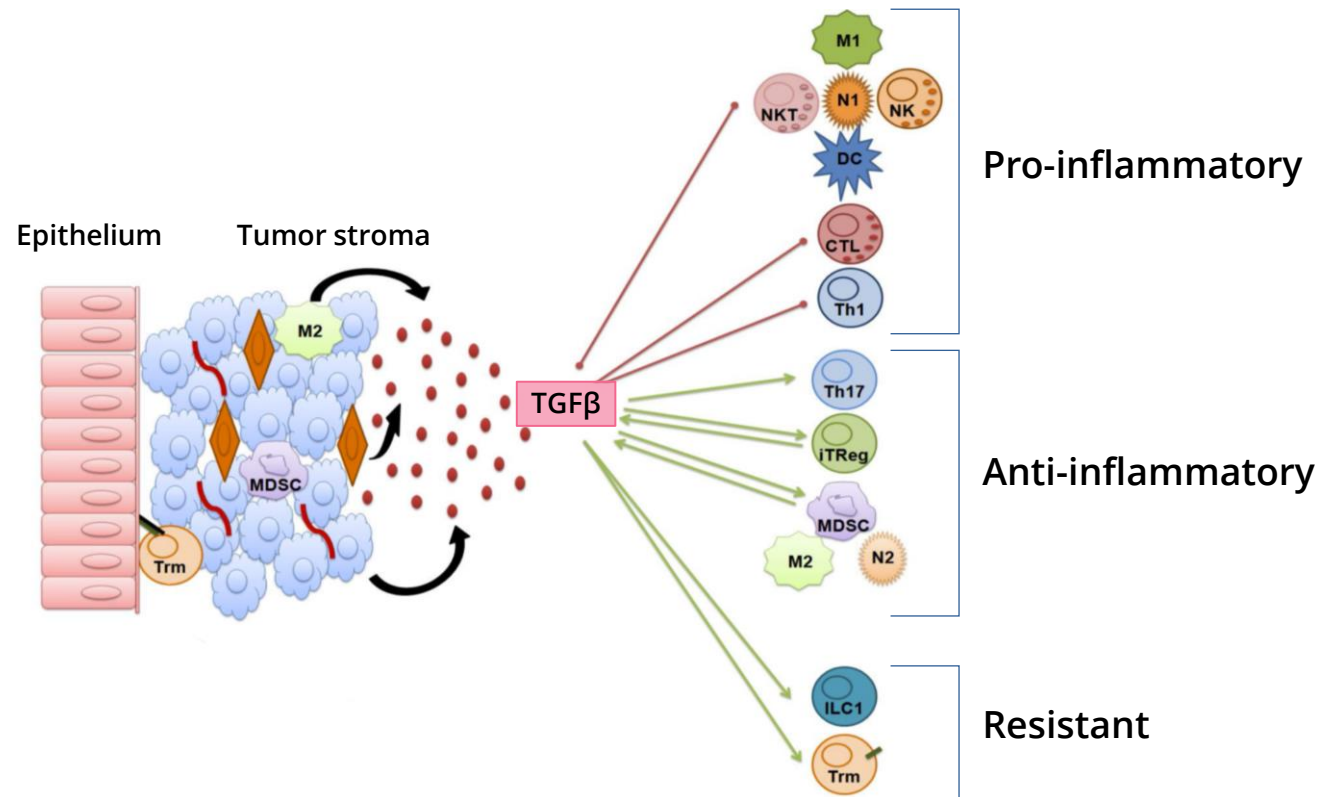 Epithelium
Tumor stroma
M2
MDSC
Trm
TGFβ
M1
NKT
N1
NK
DC
CTL
Th1
Pro-inflammatory
Th17
iTReg
MDSC
M2
N2
Anti-inflammatory
ILC1
Trm
Resistant